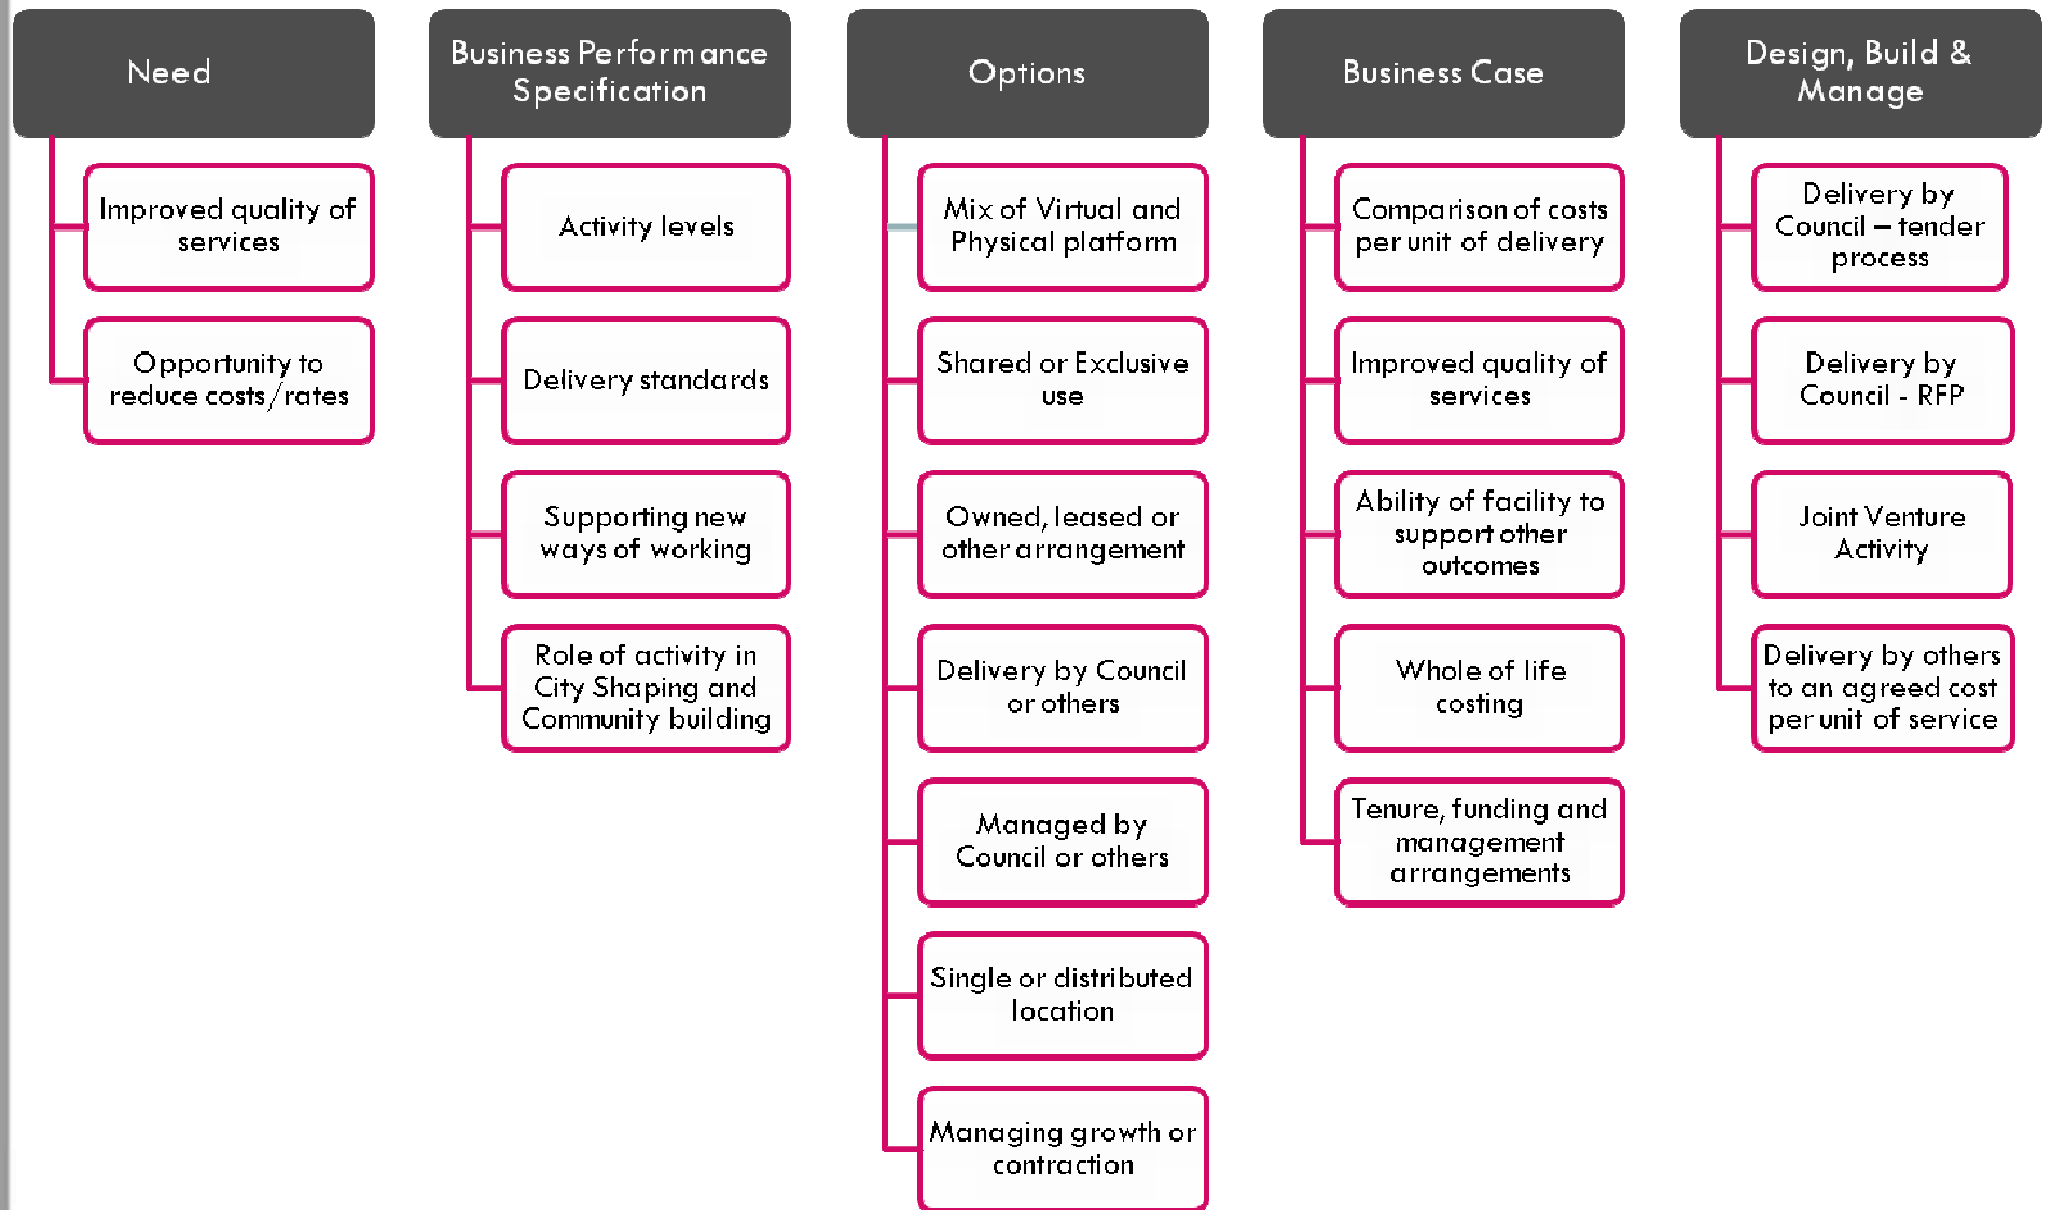 Need
Improved quality of
services
Opportunity to
reduce costs/rates
Business Performance
Specification
Activity levels
Delivery standards
Supporting new
ways of working
Role of activity in
City Shaping and
Community building
Options
Mix of Virtual and
Physical platform
Shared or Exclusive
use
Owned, leased or
other arrangement
Delivery by Council
or others
Managed by
Council or others
Single or distributed
location
Managing growth or
contraction
Business Case
Comparison of costs
per unit of delivery
Improved quality of
services
Ability of facility to
support other
outcomes
Whole of life
costing
Tenure, funding and
management
arrangements
Design, Build &
Manage
Delivery by
Council – tender
process
Delivery by
Council - RFP
Joint Venture
Activity
Delivery by others
to an agreed cost
per unit of service